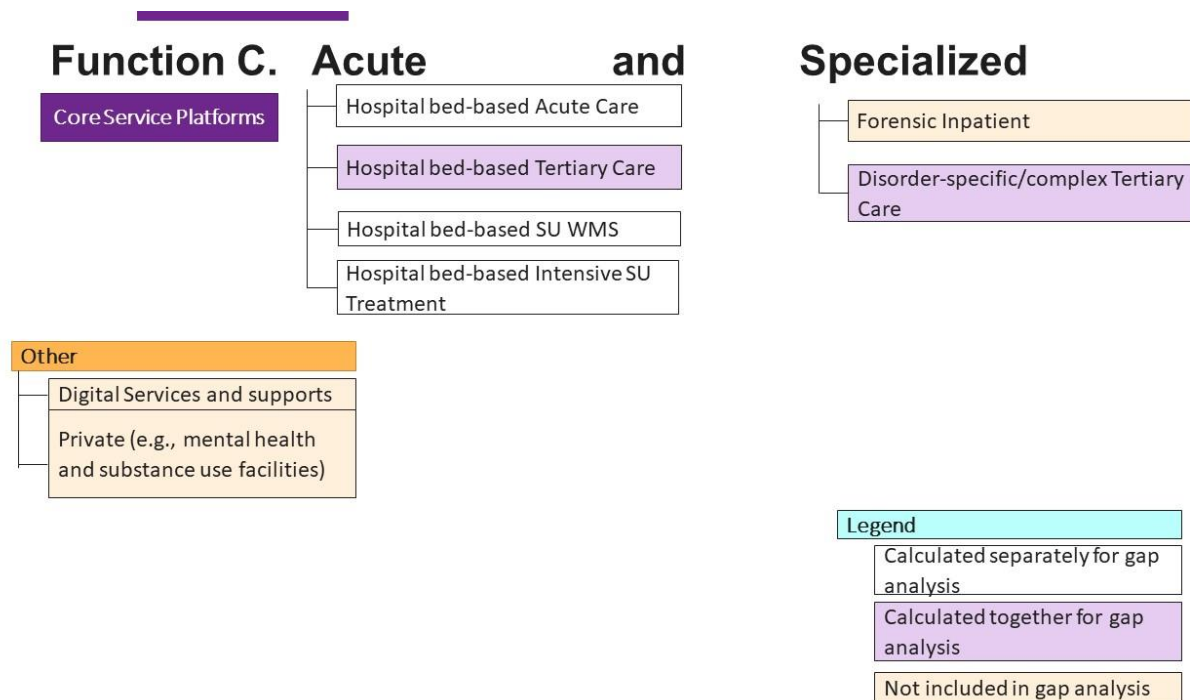 Function C. Acute and Specialized
Core Service Platforms
Hospital bed-based Acute Care
Hospital bed-based Tertiary Care
Hospital bed-based SU WMS
Hospital bed-based Intensive SU
Treatment
Forensic Inpatient
Disorder-specific/complex Tertiary
Care
Other
Digital Services and supports
Private (e.g., mental health
and substance use facilities)
Legend
Calculated separately for gap
analysis
Calculated together for gap
analysis
Not included in gap analysis